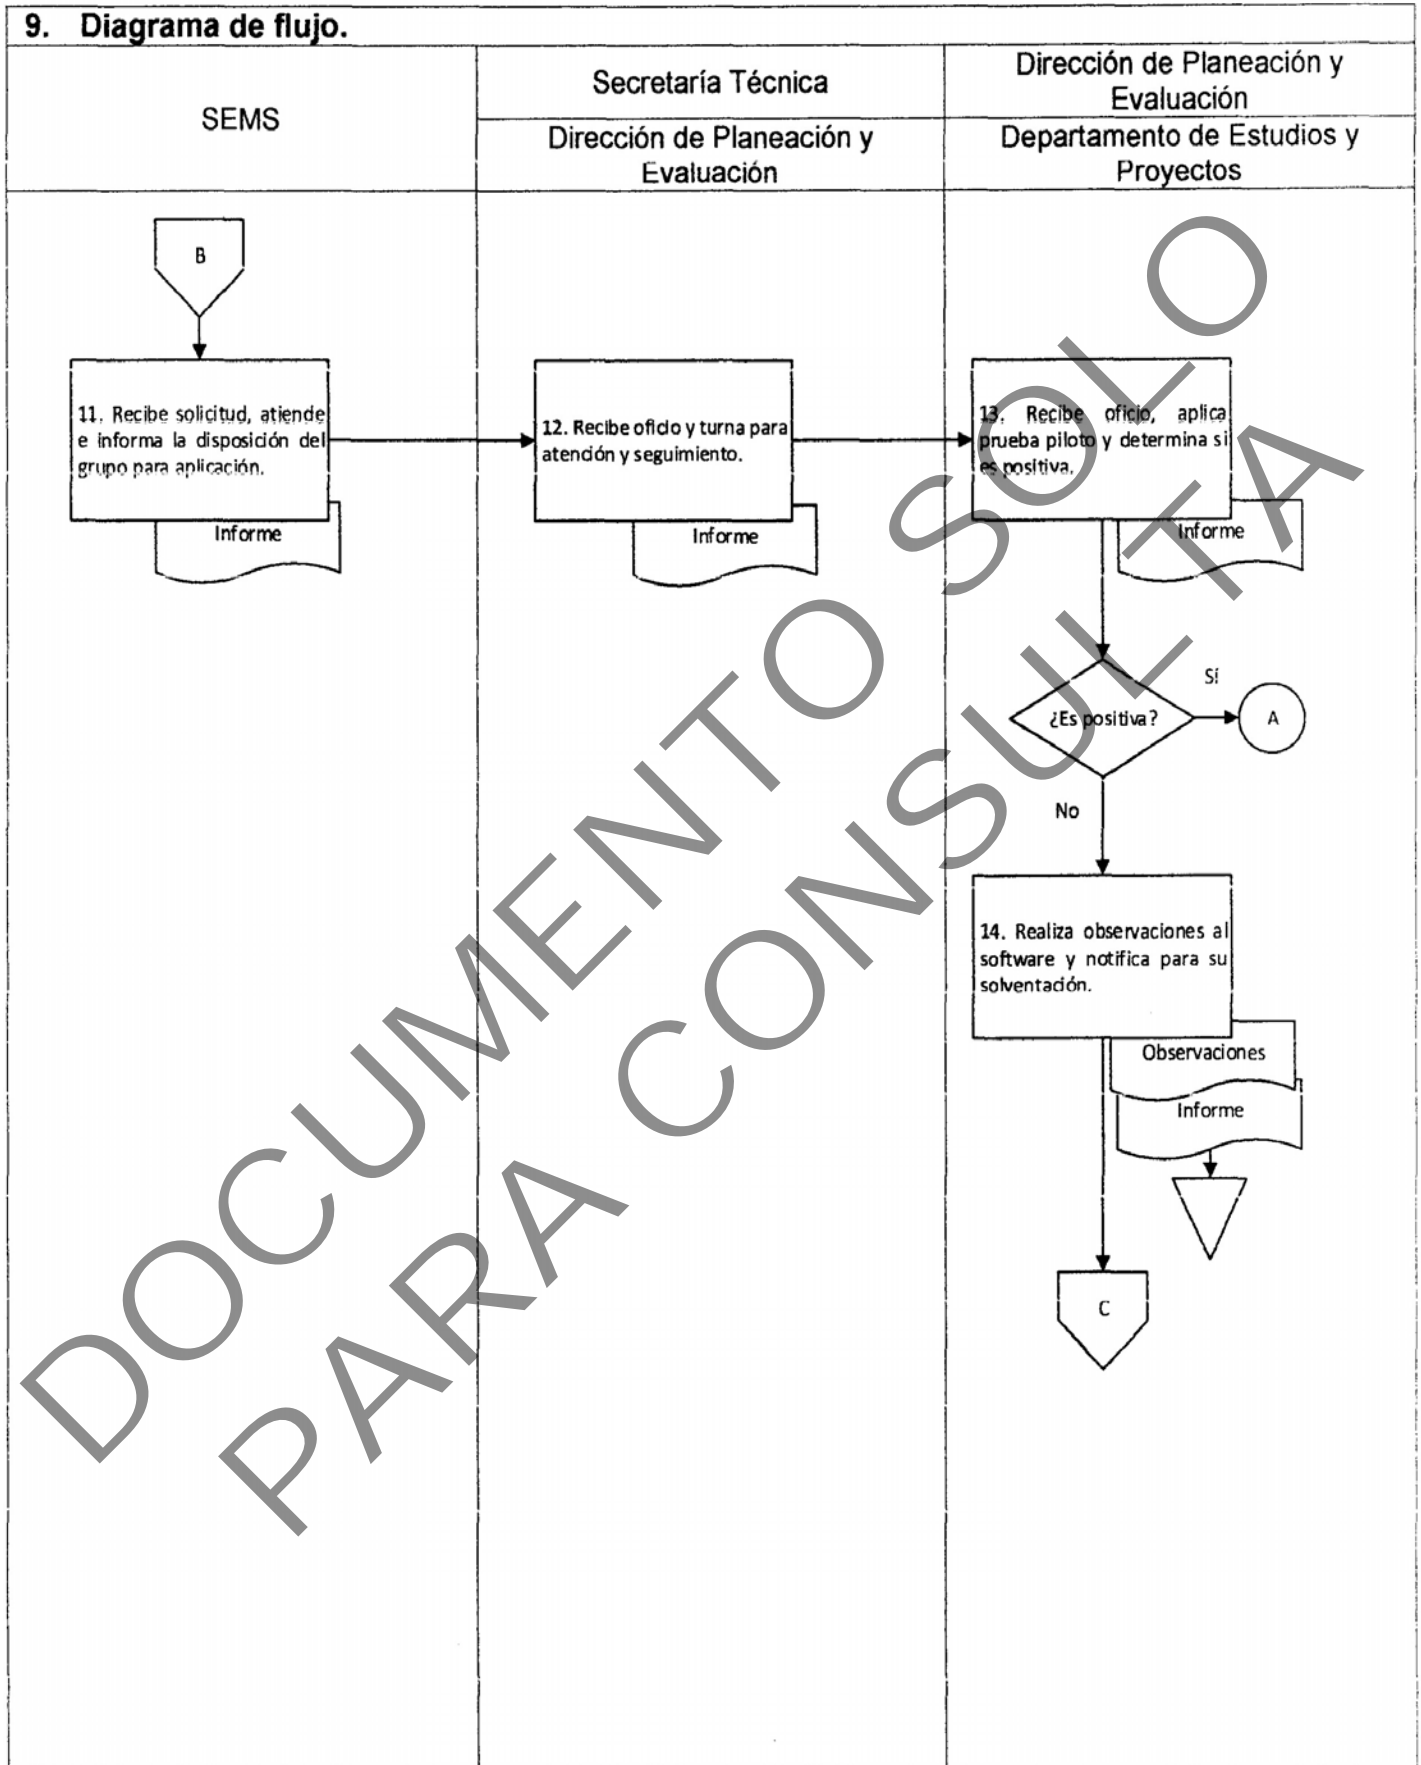 9. Diagrama de flujo.
SEMS
Secretaría Técnica
Dirección de Planeación y
Evaluación
Dirección de Planeación y
Evaluación
Departamento de Estudios y
Proyectos
B
11. Recibe solicitud, atiende
e informa la disposición del
grupo para aplicación.
Informe
12. Recibe oficio y turna para
atención y seguimiento.
Informe
13. Recibe oficio, aplica
prueba piloto y determina si
es positiva.
Informe
¿Es positiva?
Sí
A
No
14. Realiza observaciones al
software y notifica para su
solventación.
Observaciones
Informe
C
DOCUMENTO SOLO
PARA CONSULTA